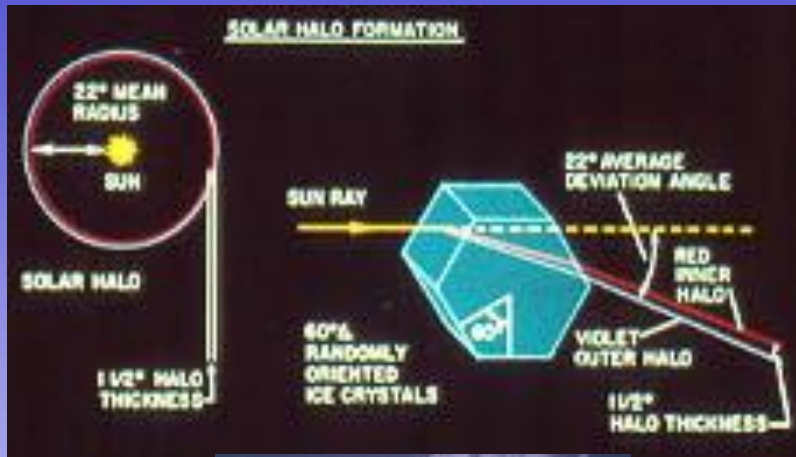 SOLAR HALO FORMATION
22° MEAN
RADIUS
SUN
SOLAR HALO
1 1/2° HALO
THICKNESS
SUN RAY
22° AVERAGE
DEVIATION ANGLE
RED
INNER
HALO
60°
VIOLET
OUTER HALO
60°Δ
RANDOMLY
ORIENTED
ICE CRYSTALS
1 1/2°
HALO THICKNESS